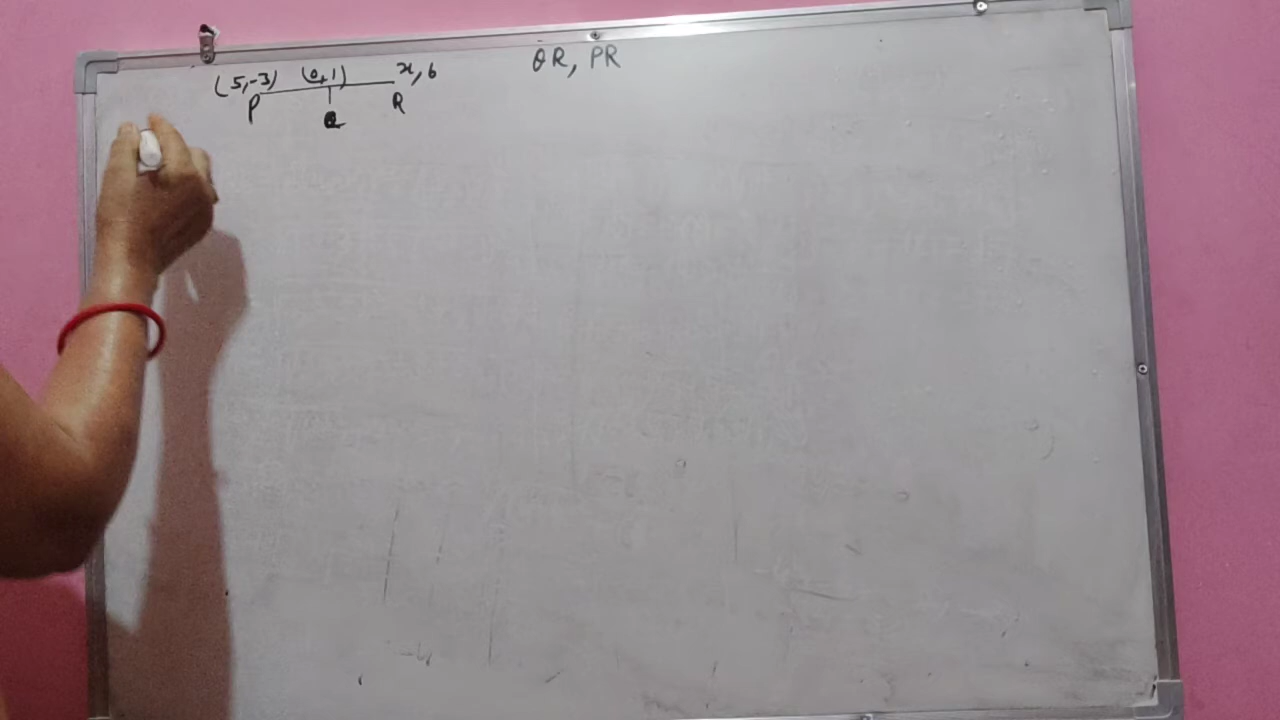 (5,-3) (0,1) x, 6 QR, PR
P Q R